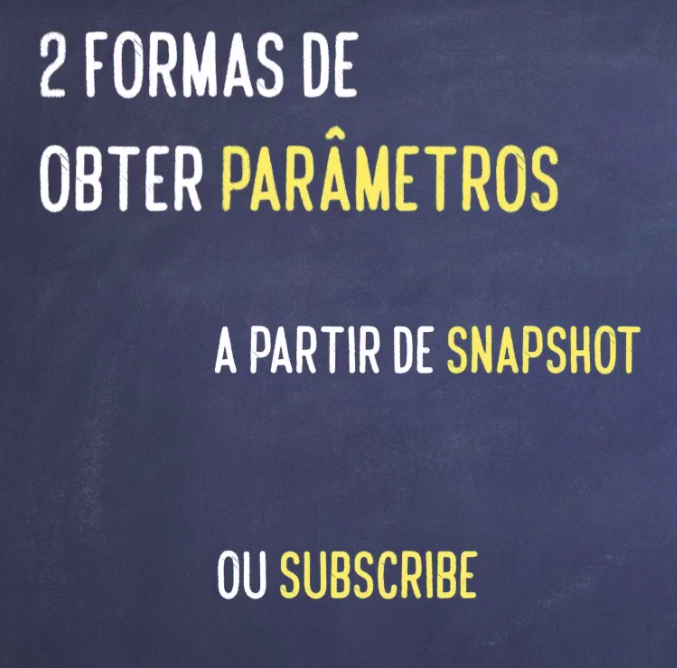 2 FORMAS DE
OBTER PARÂMETROS
A PARTIR DE SNAPSHOT
OU SUBSCRIBE